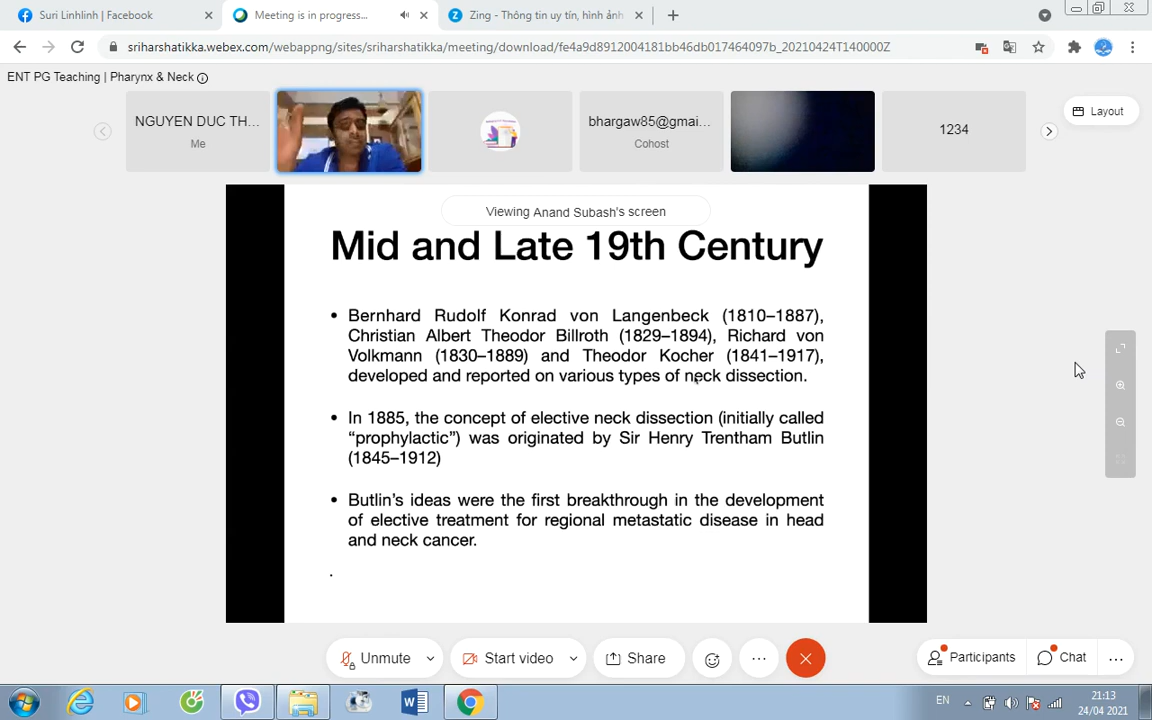 Suri Linhlinh | Facebook
Meeting is in progress...
Zing - Thông tin uy tín, hình ảnh
sriharshatikka.webex.com/webappng/sites/sriharshatikka/meeting/download/fe4a9d8912004181bb46db017464097b_20210424T140000Z
ENT PG Teaching | Pharynx & Neck
NGUYEN DUC TH...
Me
bhargaw85@gmai...
Cohost
1234
Layout
Viewing Anand Subash's screen
Mid and Late 19th Century
• Bernhard Rudolf Konrad von Langenbeck (1810–1887),
Christian Albert Theodor Billroth (1829–1894), Richard von
Volkmann (1830–1889) and Theodor Kocher (1841–1917),
developed and reported on various types of neck dissection.
• In 1885, the concept of elective neck dissection (initially called
“prophylactic”) was originated by Sir Henry Trentham Butlin
(1845–1912)
• Butlin’s ideas were the first breakthrough in the development
of elective treatment for regional metastatic disease in head
and neck cancer.
.
Unmute
Start video
Share
Participants
Chat
EN
21:13
24/04/2021